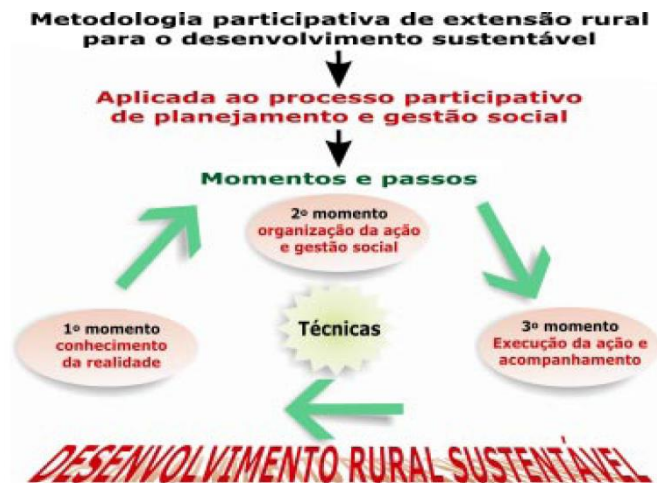 Metodologia participativa de extensão rural
para o desenvolvimento sustentável
Aplicada ao processo participativo
de planejamento e gestão social
Momentos e passos
2º momento
organização da ação
e gestão social
1º momento
conhecimento
da realidade
Técnicas
3º momento
Execução da ação e
acompanhamento
DESENVOLVIMENTO RURAL SUSTENTÁVEL